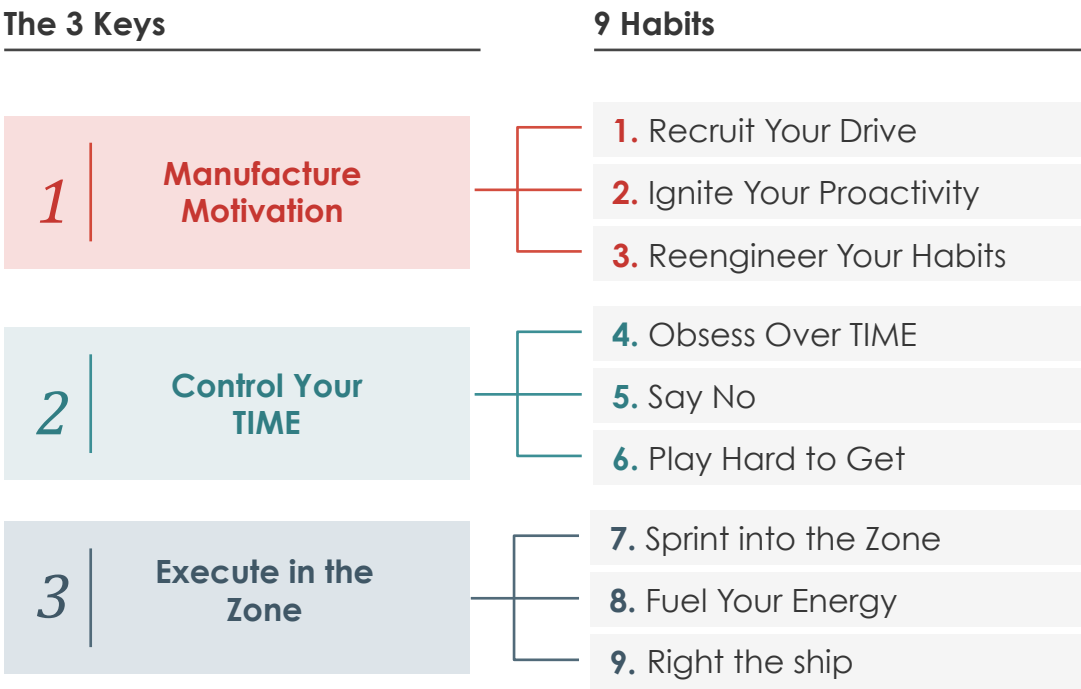 The 3 Keys
9 Habits
1
Manufacture
Motivation
1. Recruit Your Drive
2. Ignite Your Proactivity
3. Reengineer Your Habits
2
Control Your
TIME
4. Obsess Over TIME
5. Say No
6. Play Hard to Get
3
Execute in the
Zone
7. Sprint into the Zone
8. Fuel Your Energy
9. Right the ship